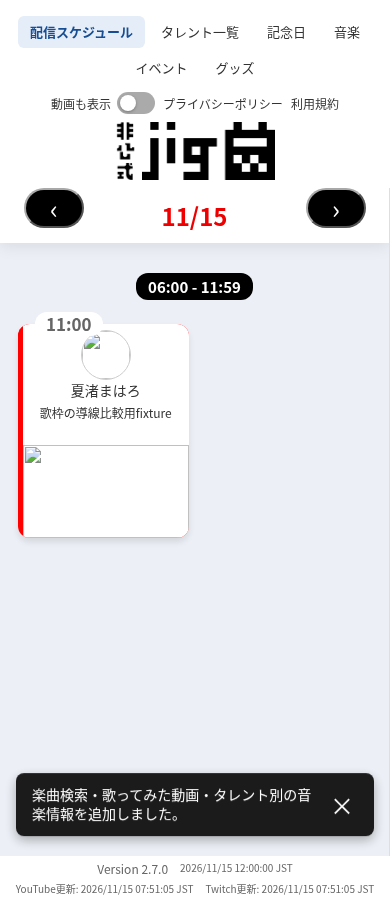 配信スケジュール タレント一覧 記念日 音楽
イベント グッズ
動画も表示 プライバシーポリシー 利用規約
非公式 jig
‹ 11/15 ›
06:00 - 11:59
11:00
夏渚まほろ
歌枠の導線比較用fixture
楽曲検索・歌ってみた動画・タレント別の音
楽情報を追加しました。
Version 2.7.0 2026/11/15 12:00:00 JST
YouTube更新: 2026/11/15 07:51:05 JST Twitch更新: 2026/11/15 07:51:05 JST